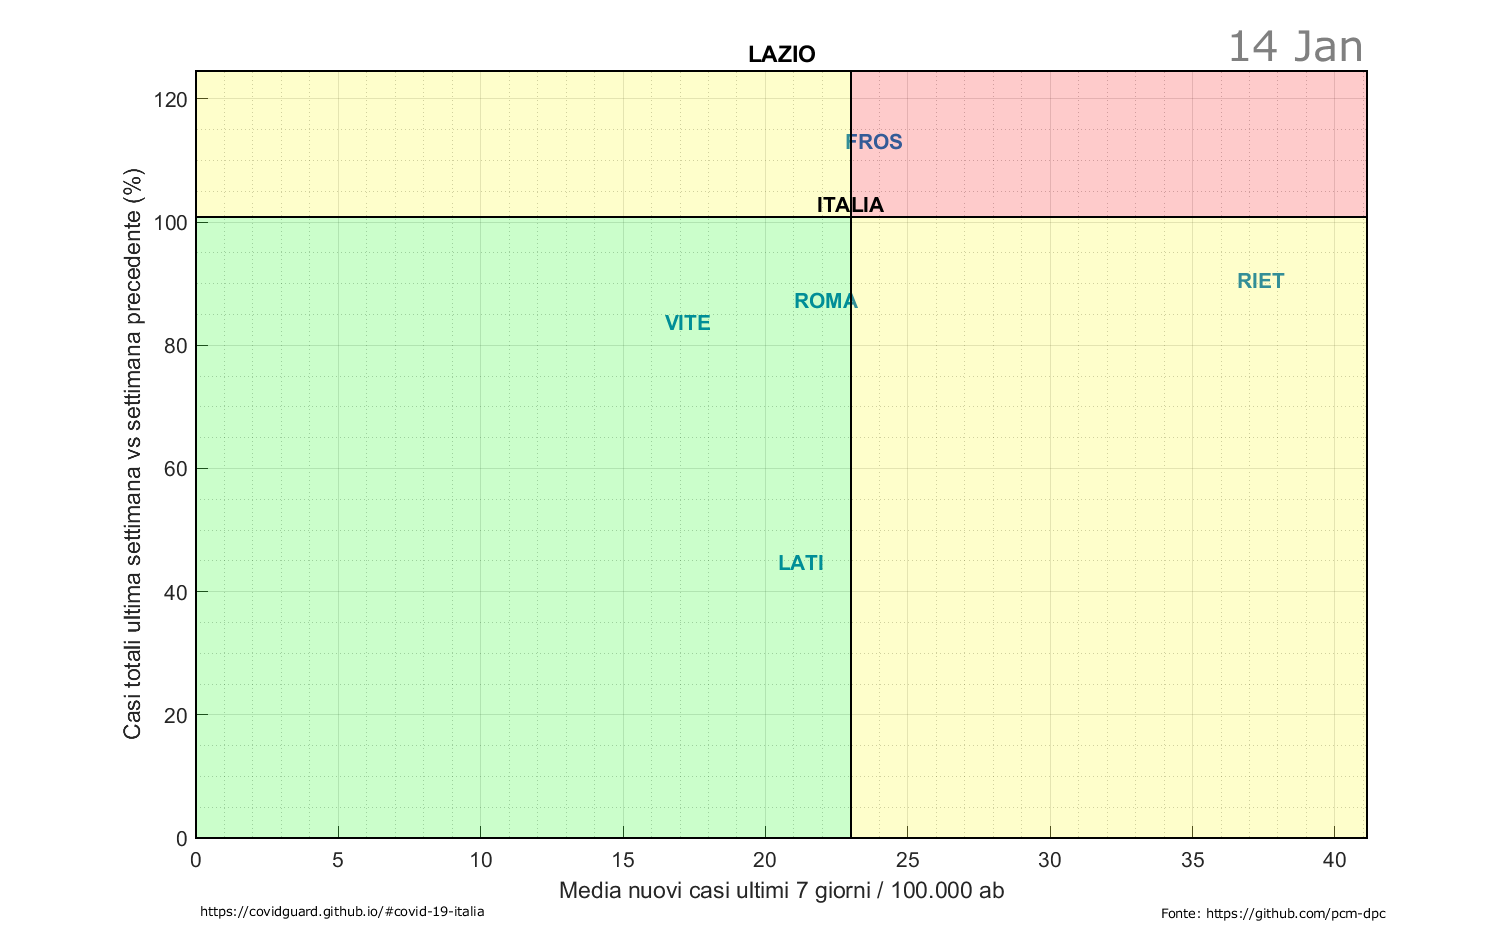 14 Jan
LAZIO
120
100
80
60
40
20
0
Casi totali ultima settimana vs settimana precedente (%)
FROS
ITALIA
RIET
ROMA
VITE
LATI
0 5 10 15 20 25 30 35 40
Media nuovi casi ultimi 7 giorni / 100.000 ab
https://covidguard.github.io/#covid-19-italia
Fonte: https://github.com/pcm-dpc